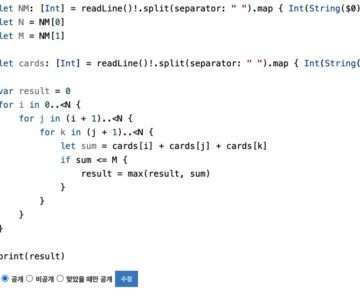 let NM: [Int] = readLine()!.split(separator: " ").map { Int(String($0)
let N = NM[0]
let M = NM[1]
let cards: [Int] = readLine()!.split(separator: " ").map { Int(String(
var result = 0
for i in 0..<N {
for j in (i + 1)..<N {
for k in (j + 1)..<N {
let sum = cards[i] + cards[j] + cards[k]
if sum <= M {
result = max(result, sum)
}
}
}
}
print(result)
공개 비공개 맞았을 때만 공개 수정